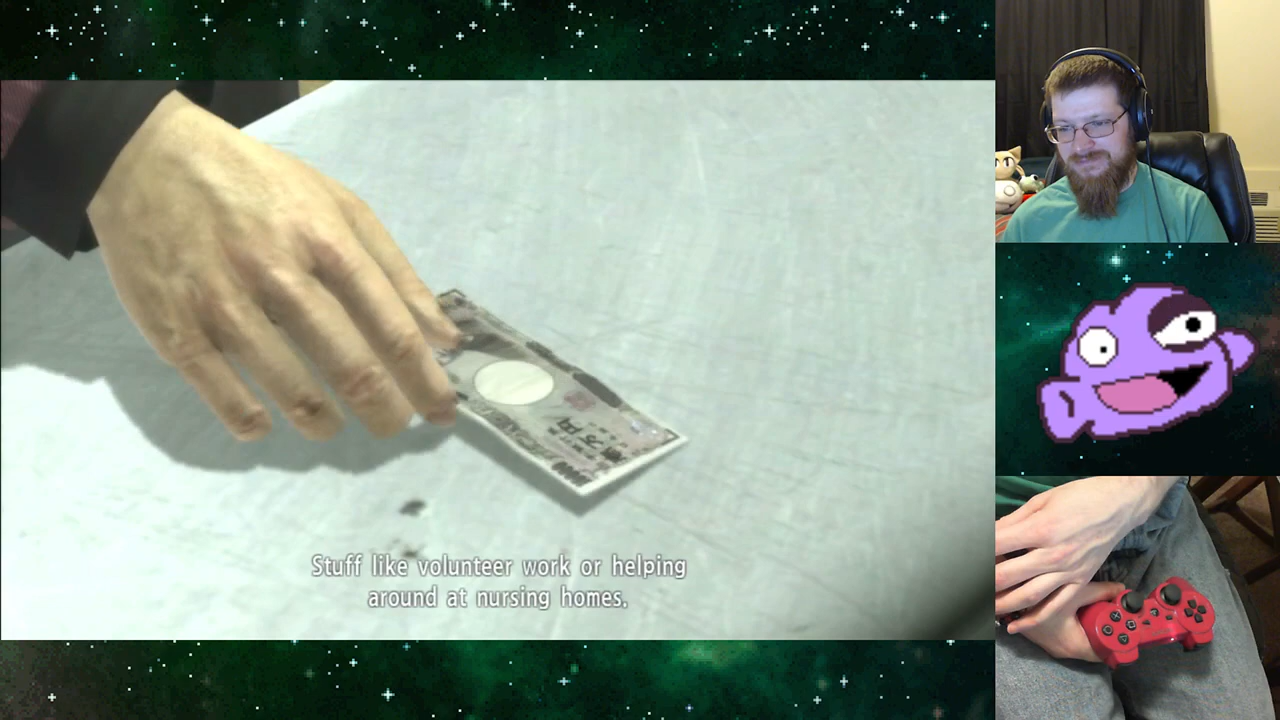 Stuff like volunteer work or helping
around at nursing homes.